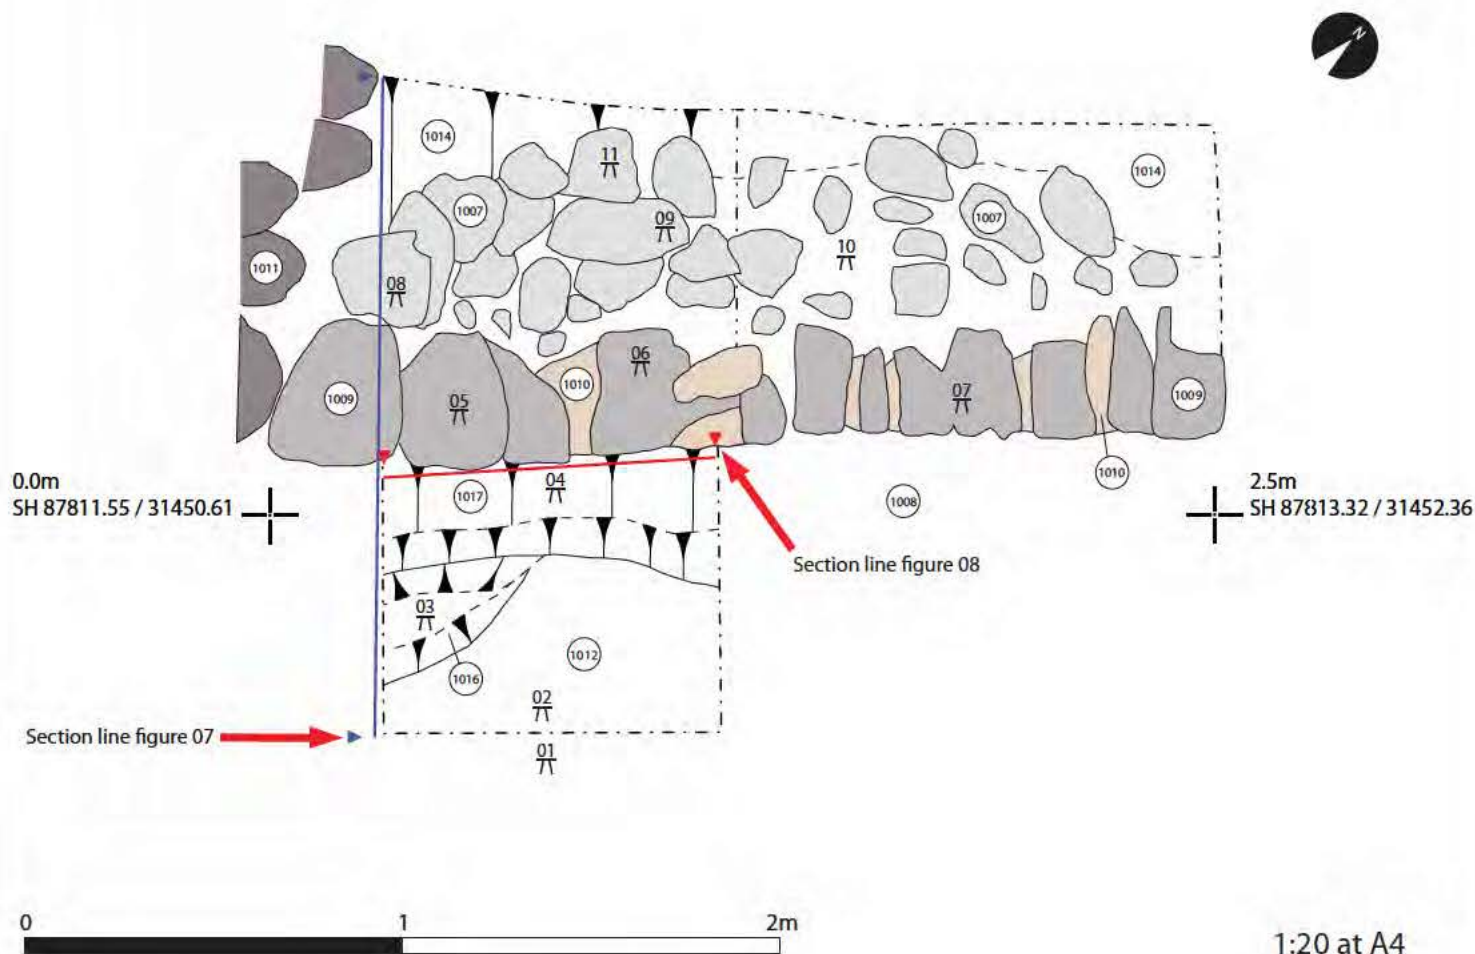 N
1014
11
1014
1007
09
1007
10
1011
08
06
1010
1009
05
07
1009
1010
0.0m
SH 87811.55 / 31450.61
1017
04
1008
2.5m
SH 87813.32 / 31452.36
Section line figure 08
03
1012
1016
02
Section line figure 07
01
0 1 2m
1:20 at A4